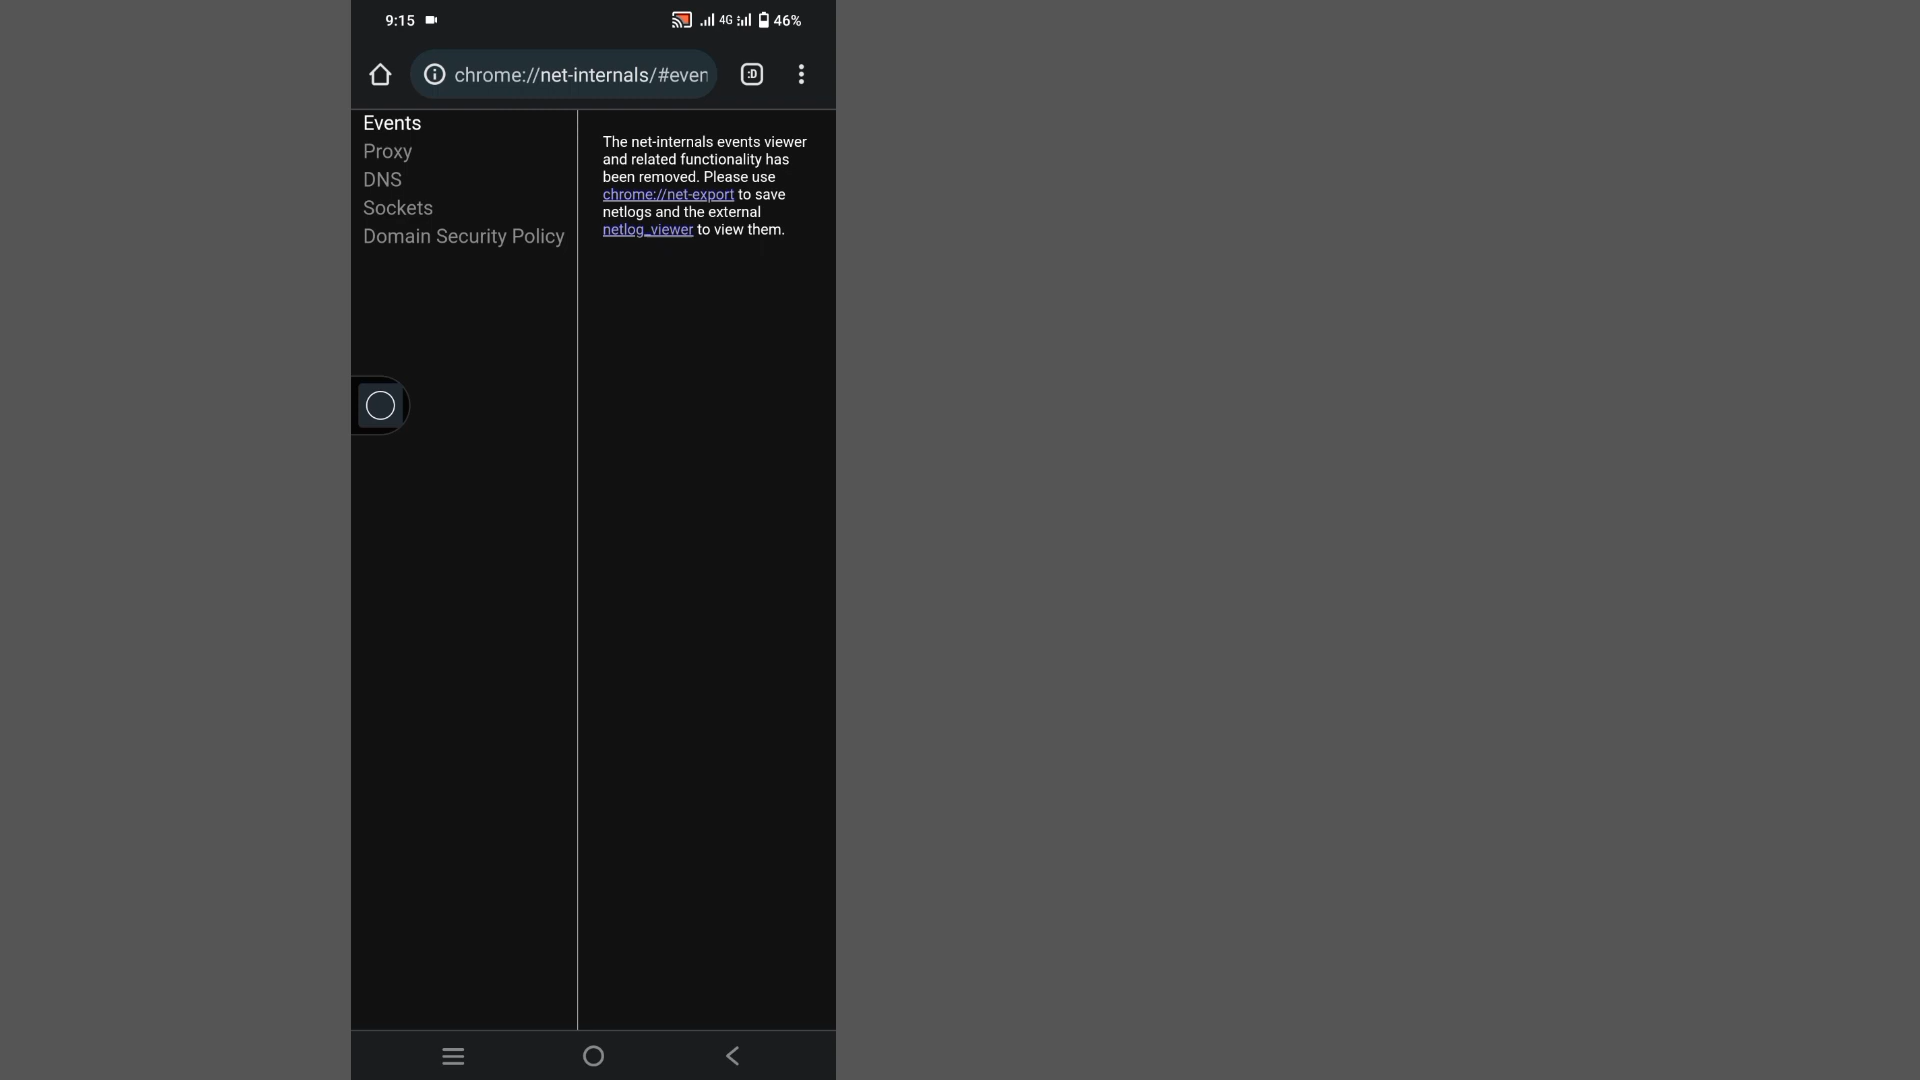 9:15
4G
46%
chrome://net-internals/#even
:D
Events
Proxy
DNS
Sockets
Domain Security Policy
The net-internals events viewer
and related functionality has
been removed. Please use
chrome://net-export to save
netlogs and the external
netlog_viewer to view them.